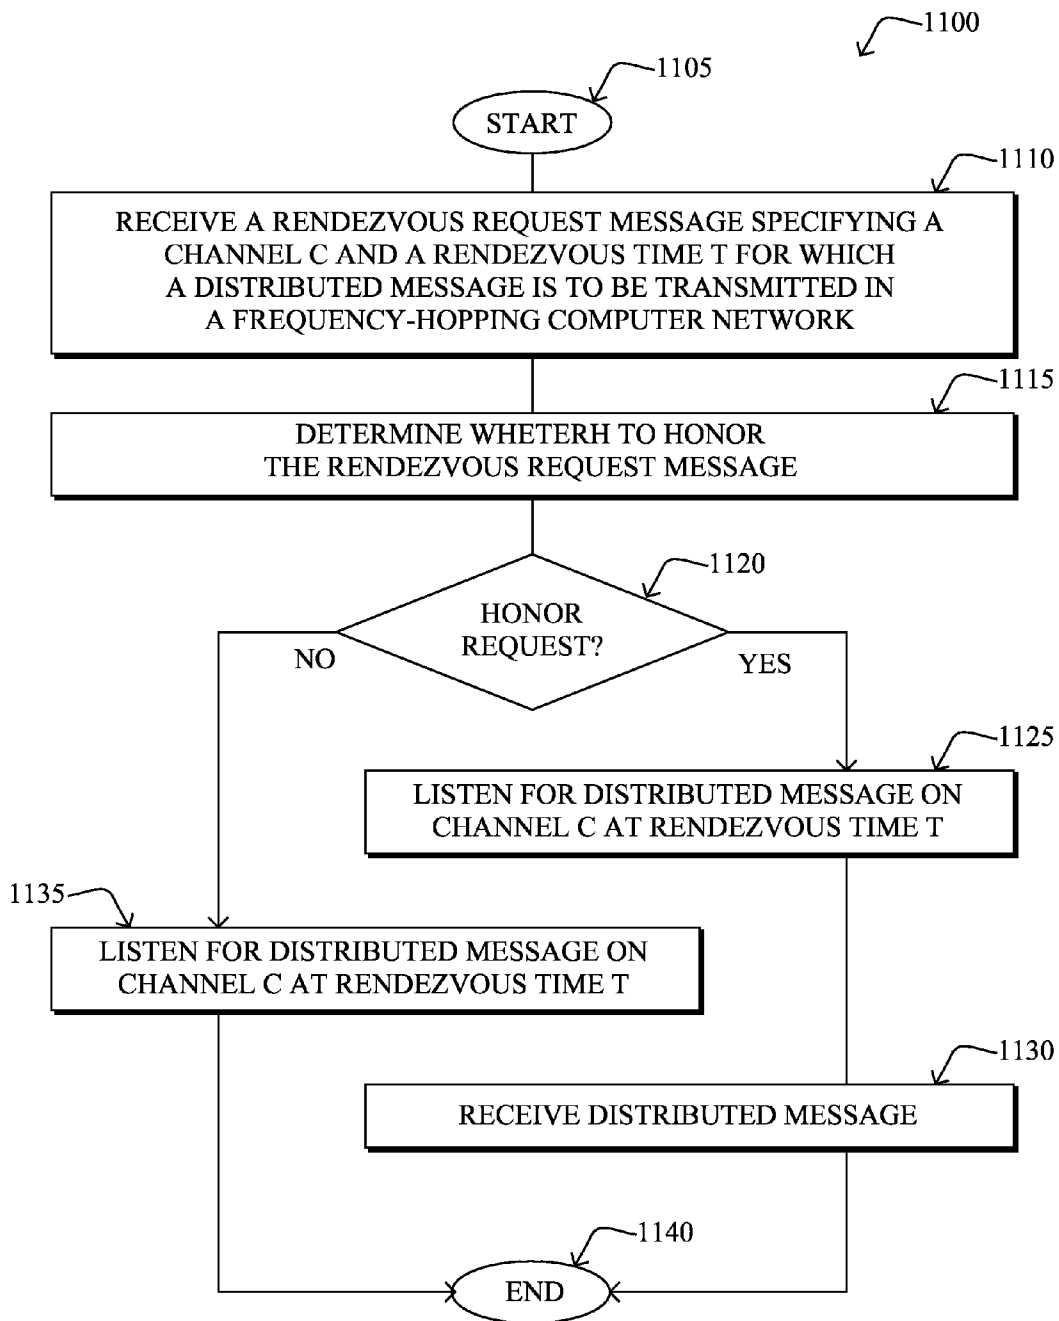 1100
1105
START
1110
RECEIVE A RENDEZVOUS REQUEST MESSAGE SPECIFYING A
CHANNEL C AND A RENDEZVOUS TIME T FOR WHICH
A DISTRIBUTED MESSAGE IS TO BE TRANSMITTED IN
A FREQUENCY-HOPPING COMPUTER NETWORK
1115
DETERMINE WHETERH TO HONOR
THE RENDEZVOUS REQUEST MESSAGE
1120
HONOR
REQUEST?
NO
YES
1125
LISTEN FOR DISTRIBUTED MESSAGE ON
CHANNEL C AT RENDEZVOUS TIME T
1135
LISTEN FOR DISTRIBUTED MESSAGE ON
CHANNEL C AT RENDEZVOUS TIME T
1130
RECEIVE DISTRIBUTED MESSAGE
1140
END